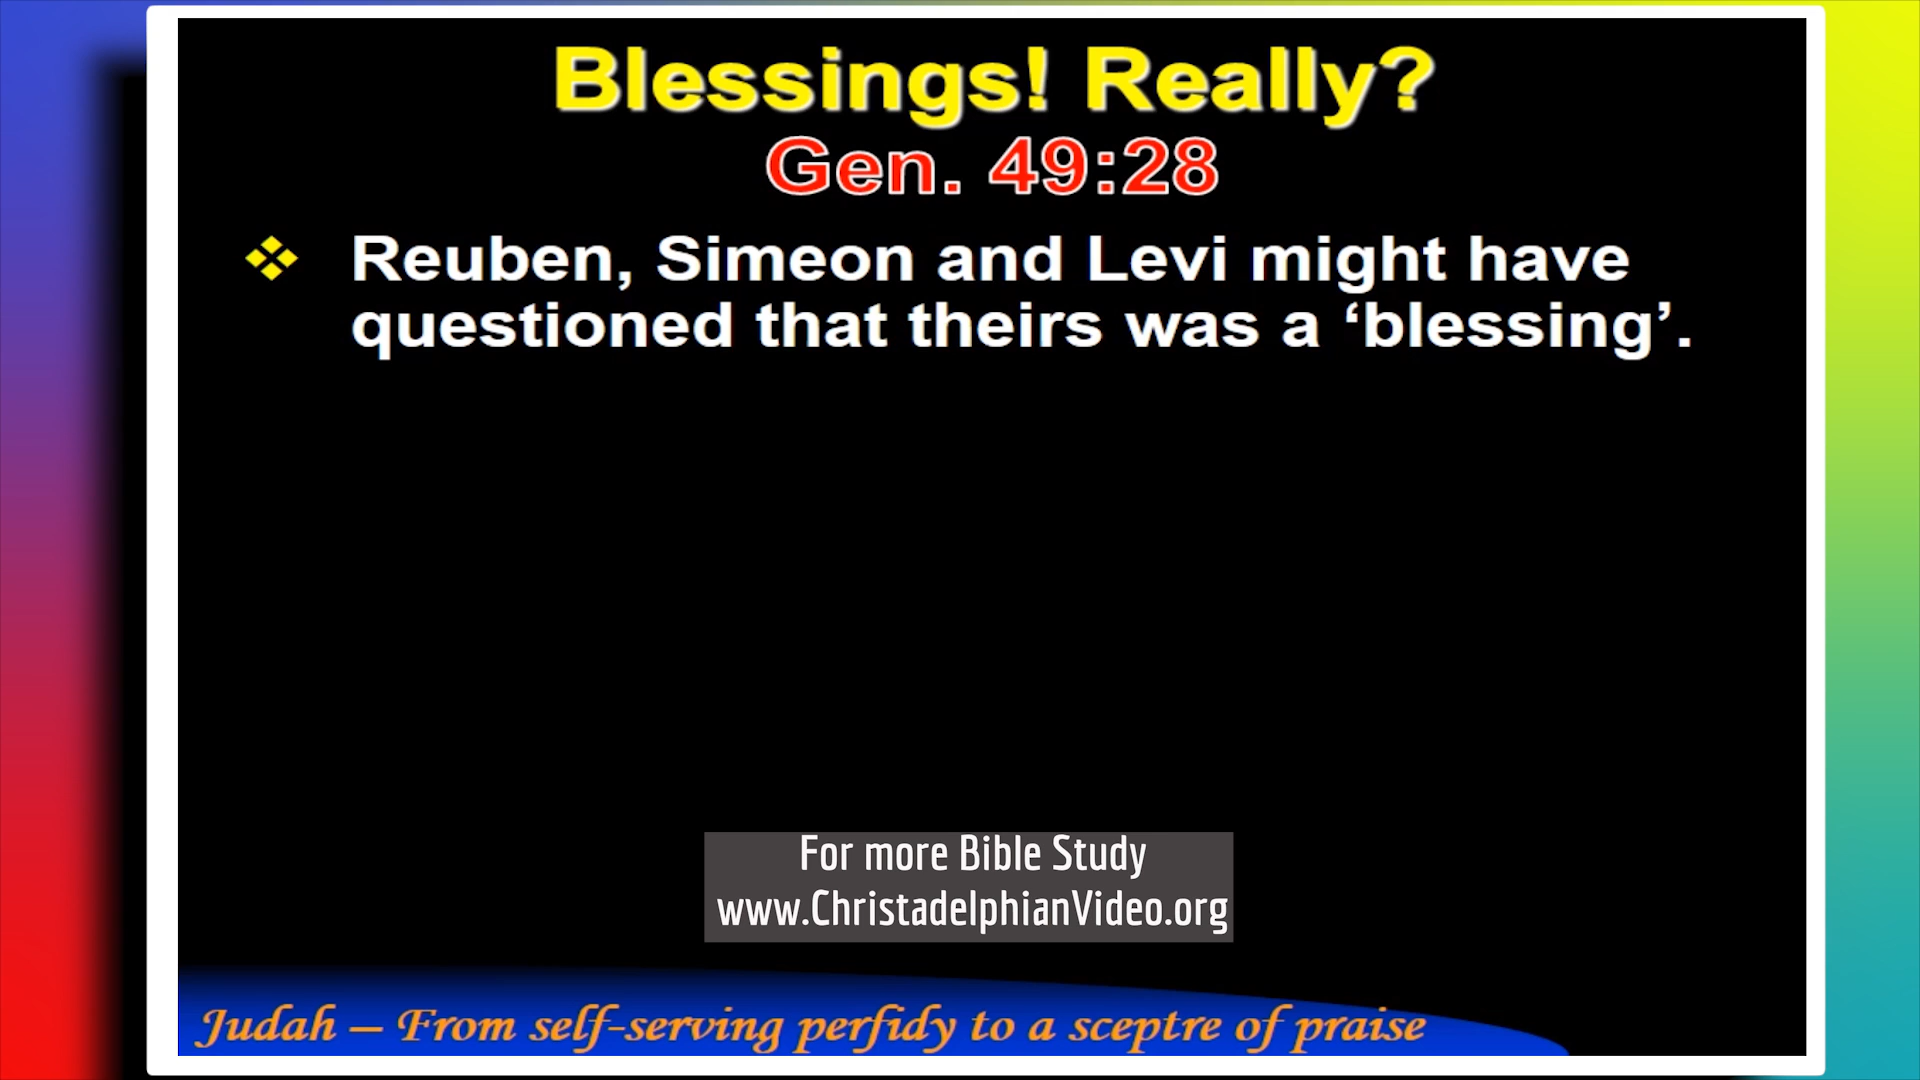 Blessings! Really?
Gen. 49:28
Reuben, Simeon and Levi might have
questioned that theirs was a ‘blessing’.
For more Bible Study
www.ChristadelphianVideo.org
Judah – From self-serving perfidy to a sceptre of praise